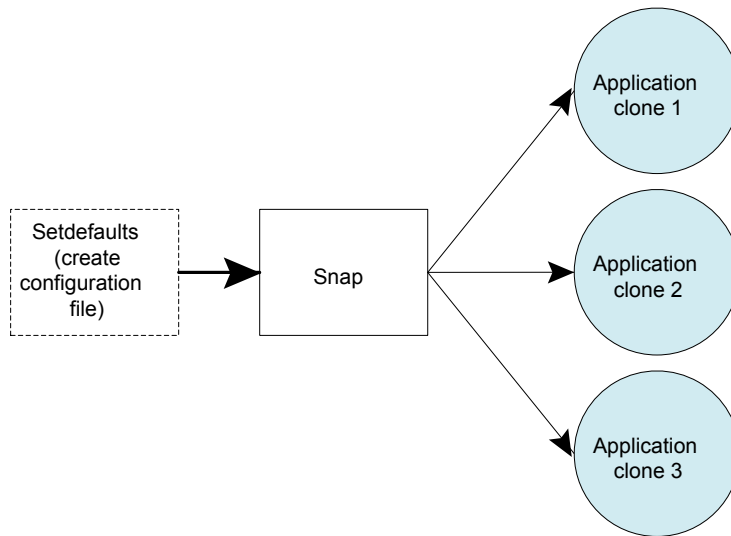 Setdefaults
(create
configuration
file)
Snap
Application
clone 1
Application
clone 2
Application
clone 3